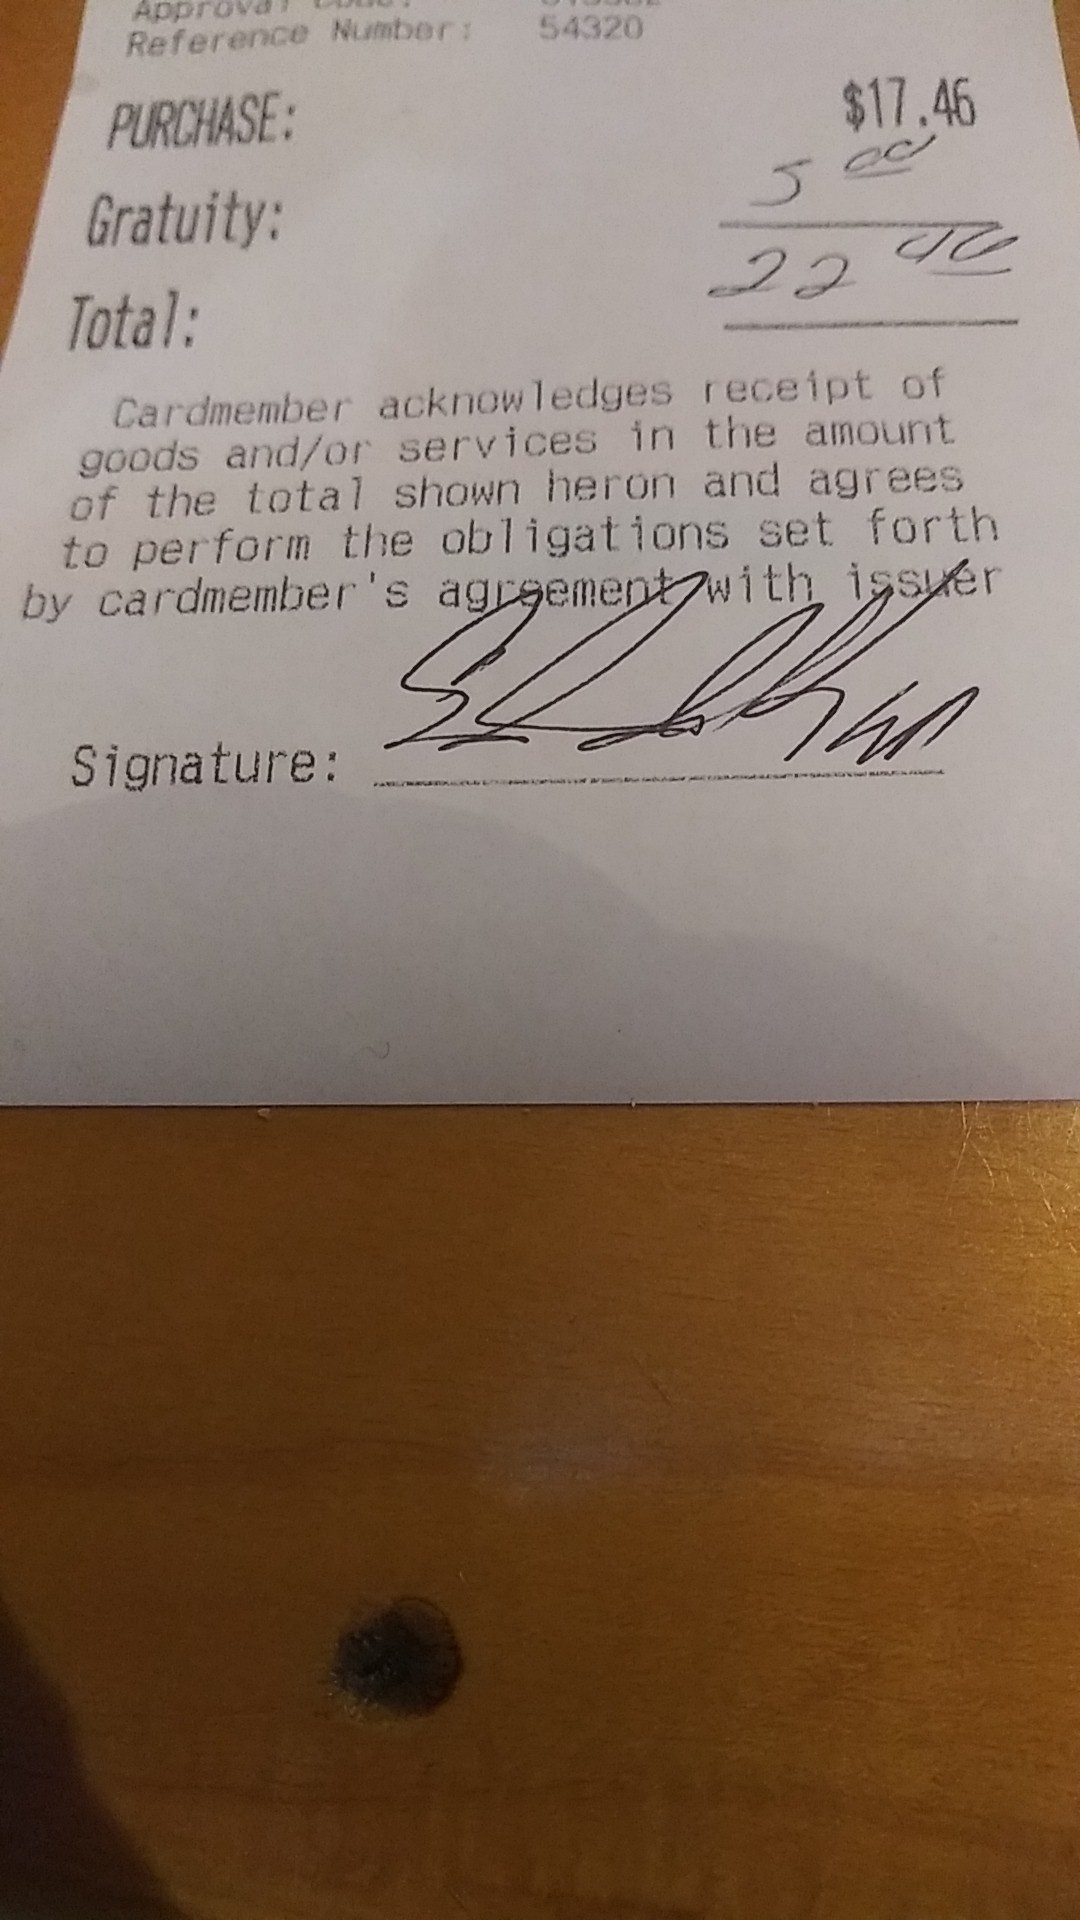 Approval Code:
Reference Number: 54320
PURCHASE: $17.46
Gratuity: 5 00
Total: 22 46
Cardmember acknowledges receipt of
goods and/or services in the amount
of the total shown heron and agrees
to perform the obligations set forth
by cardmember's agreement with issuer
Signature: